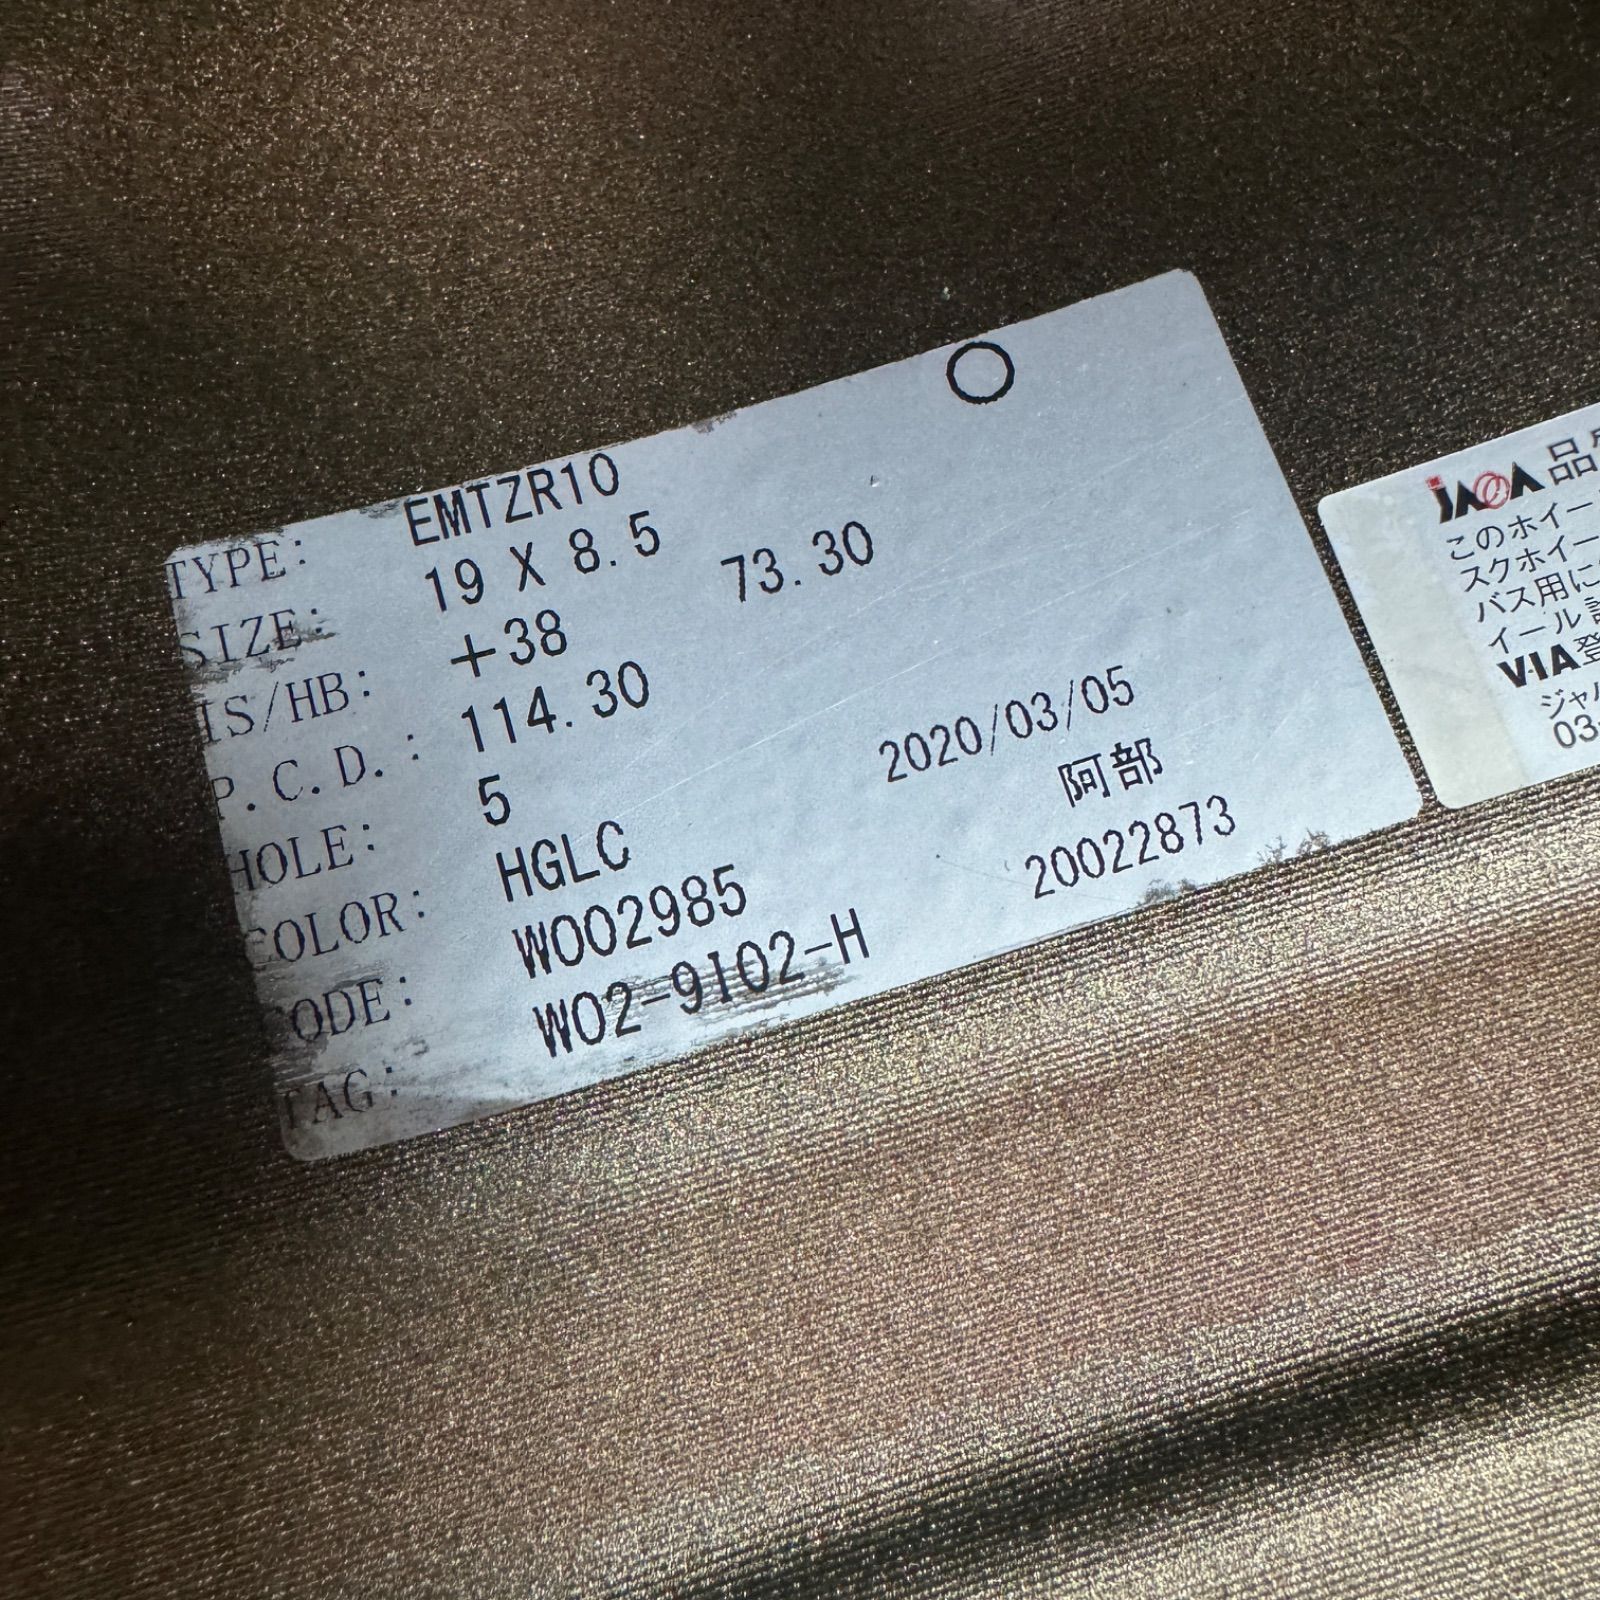 TYPE: EMTZR10
SIZE: 19 X 8.5
IS/HB: +38 73.30
P.C.D.: 114.30
HOLE: 5 2020/03/05
COLOR: HGLC 阿部
CODE: W002985 20022873
TAG: W02-9102-H
JAWA 品
このホイー
スクホイー
バス用に
イール
VIA登
ジャ
03-